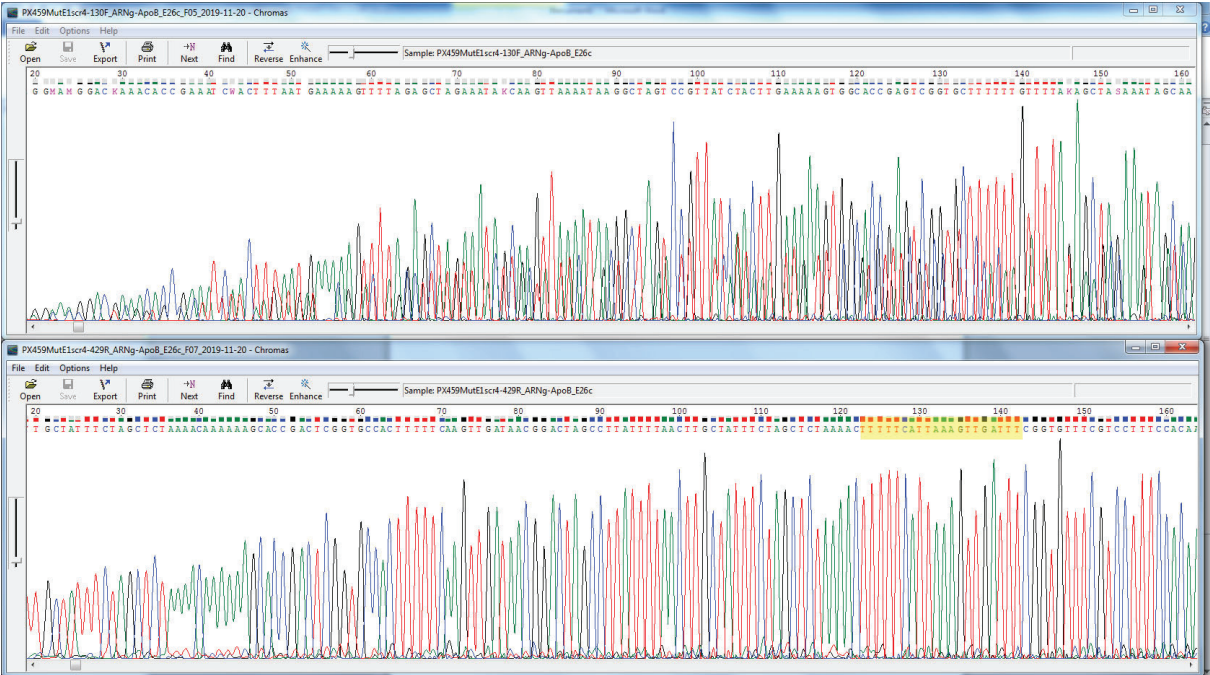 PX459MutE1scr4-130F_ARNg-ApoB_E26c_F05_2019-11-20 - Chromas
File Edit Options Help
Open Save Export Print Next Find Reverse Enhance Sample: PX459MutE1scr4-130F_ARNg-ApoB_E26c
20 30 40 50 60 70 80 90 100 110 120 130 140 150 160
G GMAMGGACKAAACACCGAAATCWACTTTAATGAAAAAGTTTTAGAGCTAGAAATAKCAAGTTAAAATAAGGCTAGTCCGTTATCTACTTGAAAAAGTGGCACCGAGTCGGTGCTTTTTTGTTTTAKAGCTASAAATAGCAA
PX459MutE1scr4-429R_ARNg-ApoB_E26c_F07_2019-11-20 - Chromas
File Edit Options Help
Open Save Export Print Next Find Reverse Enhance Sample: PX459MutE1scr4-429R_ARNg-ApoB_E26c
20 30 40 50 60 70 80 90 100 110 120 130 140 150 160
TGCTATTTCTAGCTCTAAAACAAAAAAGCACCGACTCGGTGCCACTTTTTCAAGTTGATAACGGACTAGCCTTATTTTAACTTGCTATTTCTAGCTCTAAAACTTTTTCATTAAAGTTGATTTCGGTGTTTCGTCCTTTCCACAA